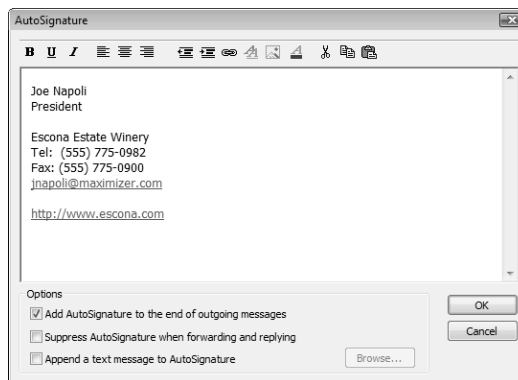 AutoSignature
B U I
Joe Napoli
President
Escona Estate Winery
Tel: (555) 775-0982
Fax: (555) 775-0900
jnapoli@maximizer.com
http://www.escona.com
Options
Add AutoSignature to the end of outgoing messages
Suppress AutoSignature when forwarding and replying
Append a text message to AutoSignature
Browse...
OK
Cancel